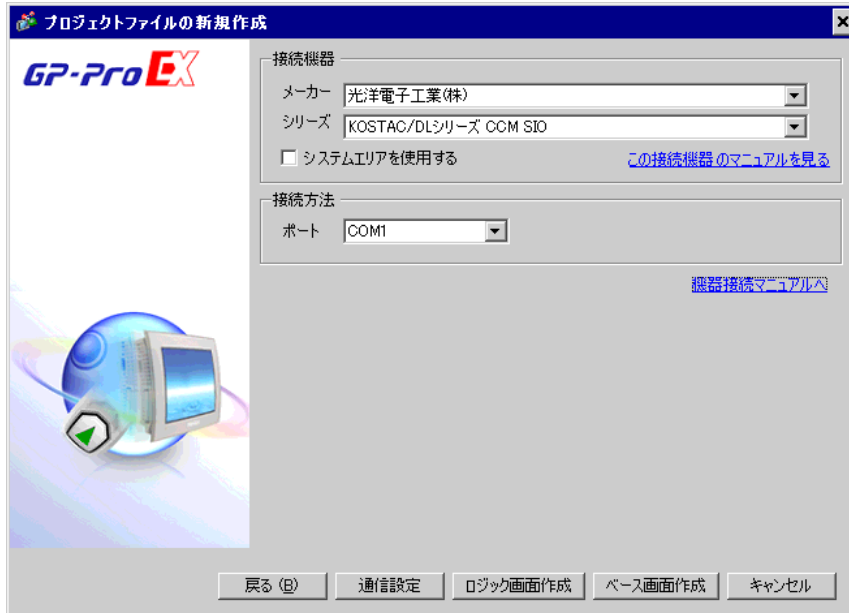 プロジェクトファイルの新規作成
GP-Pro EX
接続機器
メーカー 光洋電子工業(株)
シリーズ KOSTAC/DLシリーズ CCM SIO
システムエリアを使用する この接続機器のマニュアルを見る
接続方法
ポート COM1
機器接続マニュアルへ
戻る (B) 通信設定 ロジック画面作成 ベース画面作成 キャンセル